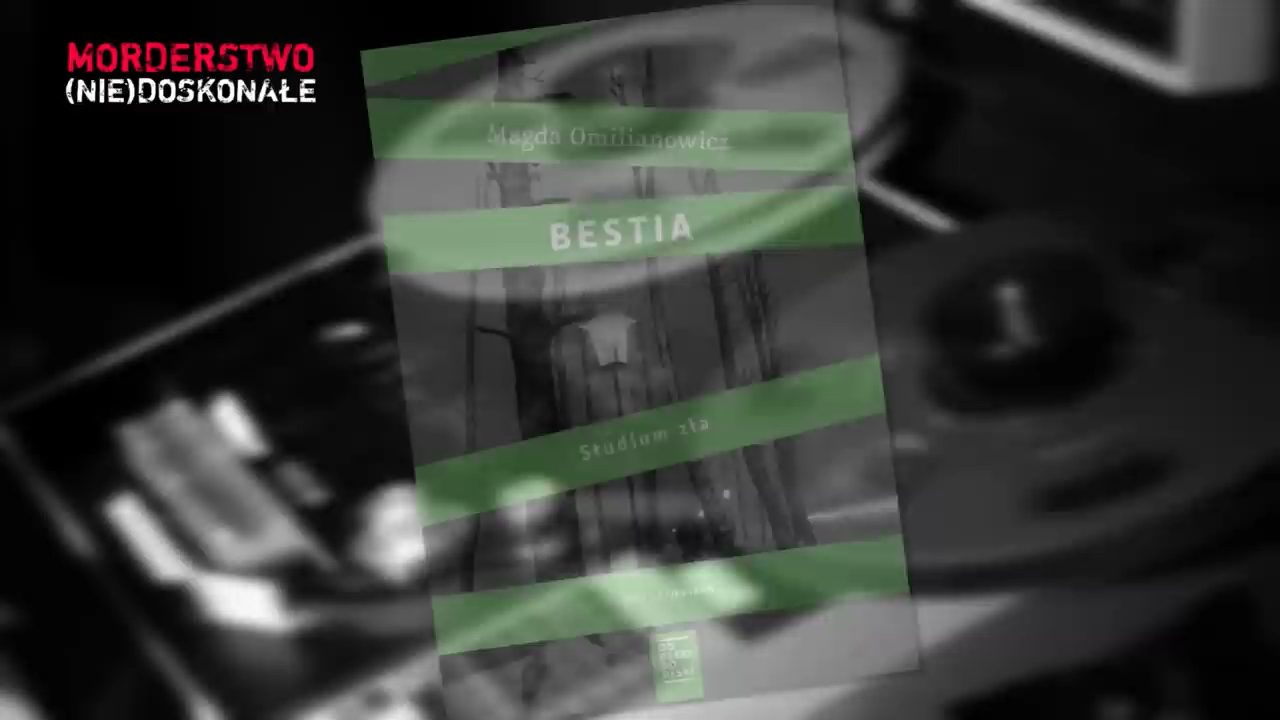 MORDERSTWO
(NIE)DOSKONAŁE
Magda Omilianowicz
BESTIA
Studium zła